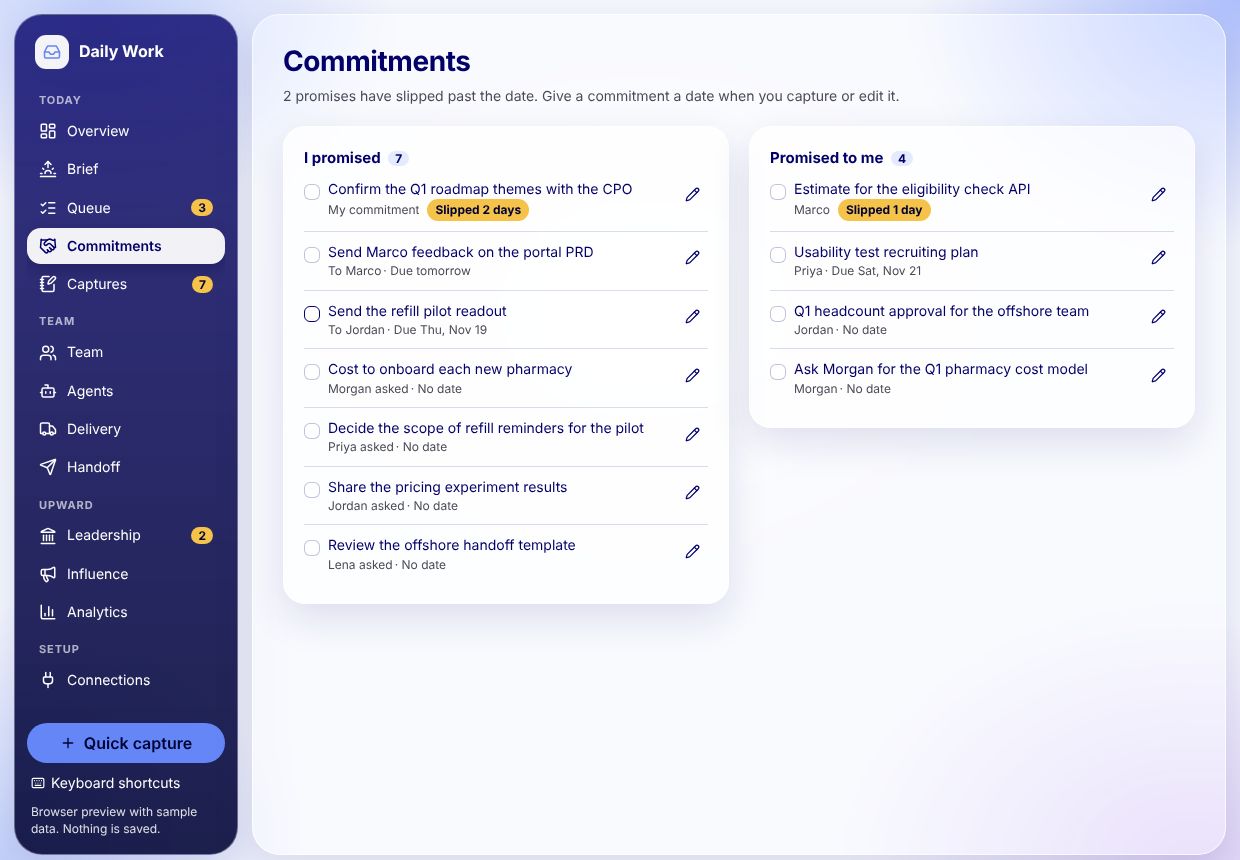 Daily Work
TODAY
Overview
Brief
Queue 3
Commitments
Captures 7
TEAM
Team
Agents
Delivery
Handoff
UPWARD
Leadership 2
Influence
Analytics
SETUP
Connections
+ Quick capture
Keyboard shortcuts
Browser preview with sample
data. Nothing is saved.
Commitments
2 promises have slipped past the date. Give a commitment a date when you capture or edit it.
I promised 7
Confirm the Q1 roadmap themes with the CPO
My commitment Slipped 2 days
Send Marco feedback on the portal PRD
To Marco · Due tomorrow
Send the refill pilot readout
To Jordan · Due Thu, Nov 19
Cost to onboard each new pharmacy
Morgan asked · No date
Decide the scope of refill reminders for the pilot
Priya asked · No date
Share the pricing experiment results
Jordan asked · No date
Review the offshore handoff template
Lena asked · No date
Promised to me 4
Estimate for the eligibility check API
Marco Slipped 1 day
Usability test recruiting plan
Priya · Due Sat, Nov 21
Q1 headcount approval for the offshore team
Jordan · No date
Ask Morgan for the Q1 pharmacy cost model
Morgan · No date